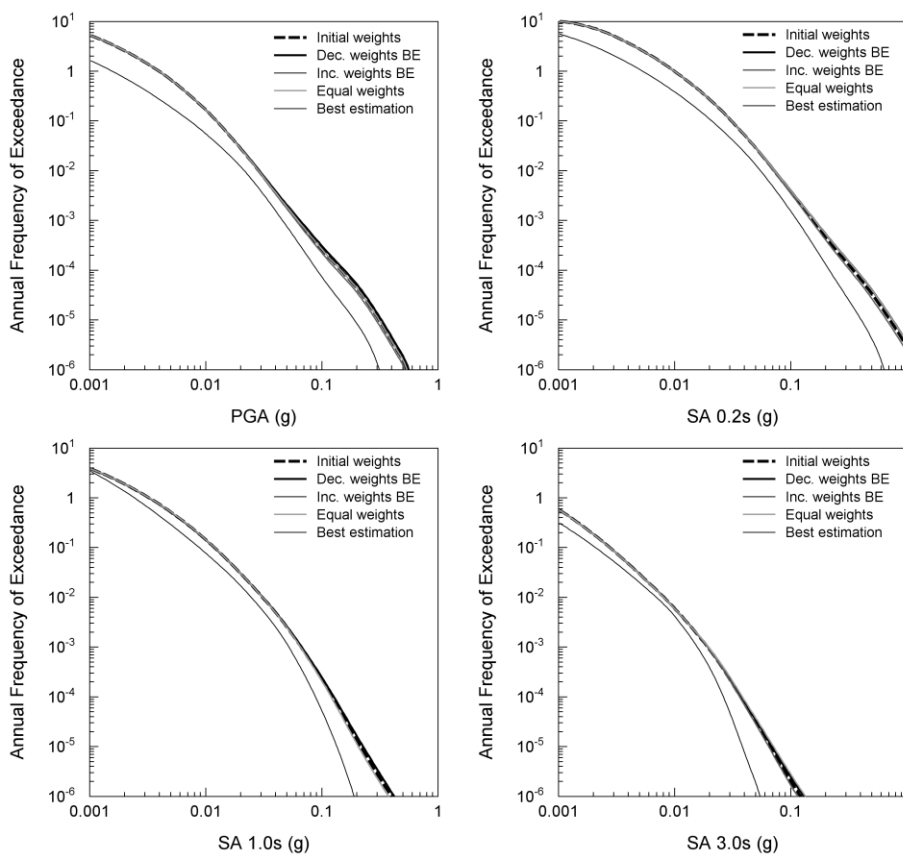 Annual Frequency of Exceedance
10^1
1
10^-1
10^-2
10^-3
10^-4
10^-5
10^-6
Initial weights
Dec. weights BE
Inc. weights BE
Equal weights
Best estimation
0.001 0.01 0.1 1
PGA (g)
Annual Frequency of Exceedance
10^1
1
10^-1
10^-2
10^-3
10^-4
10^-5
10^-6
Initial weights
Dec. weights BE
Inc. weights BE
Equal weights
Best estimation
0.001 0.01 0.1
SA 0.2s (g)
Annual Frequency of Exceedance
10^1
1
10^-1
10^-2
10^-3
10^-4
10^-5
10^-6
Initial weights
Dec. weights BE
Inc. weights BE
Equal weights
Best estimation
0.001 0.01 0.1 1
SA 1.0s (g)
Annual Frequency of Exceedance
10^1
1
10^-1
10^-2
10^-3
10^-4
10^-5
10^-6
Initial weights
Dec. weights BE
Inc. weights BE
Equal weights
Best estimation
0.001 0.01 0.1
SA 3.0s (g)